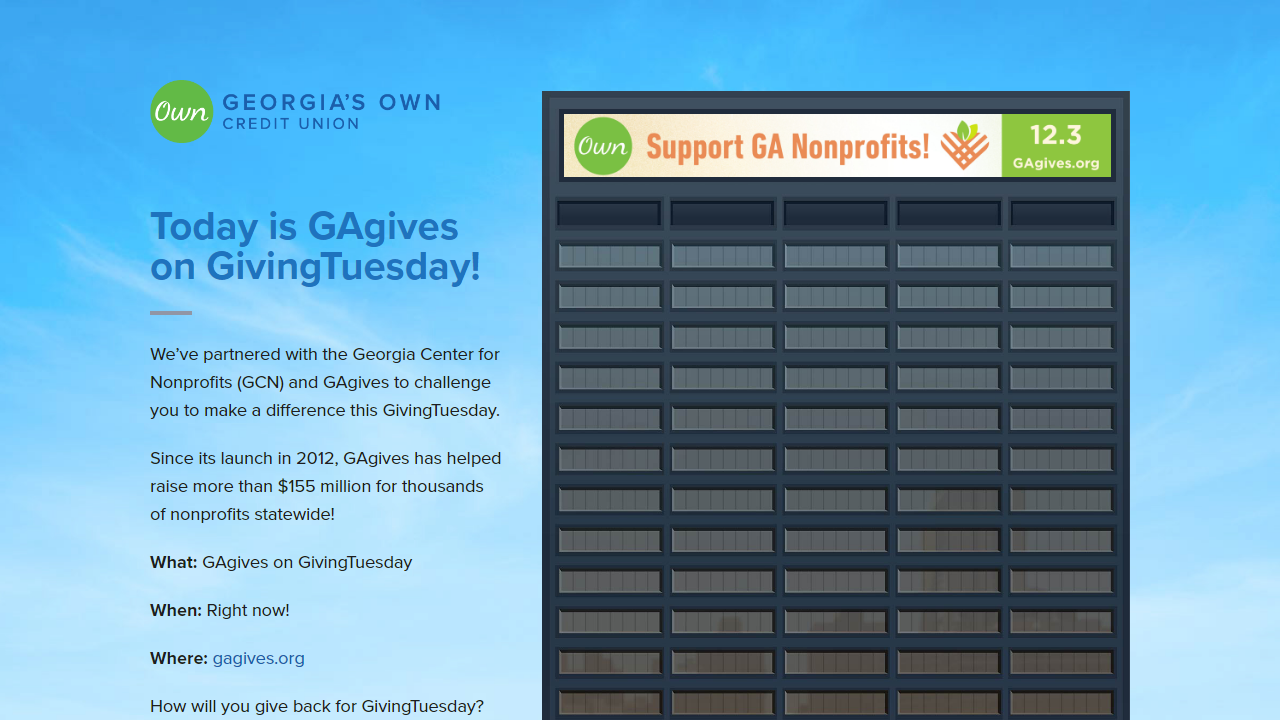 Own
GEORGIA'S OWN
CREDIT UNION
Today is GAgives
on GivingTuesday!
We've partnered with the Georgia Center for
Nonprofits (GCN) and GAgives to challenge
you to make a difference this GivingTuesday.
Since its launch in 2012, GAgives has helped
raise more than $155 million for thousands
of nonprofits statewide!
What: GAgives on GivingTuesday
When: Right now!
Where: gagives.org
How will you give back for GivingTuesday?
Own
Support GA Nonprofits!
12.3
GAgives.org